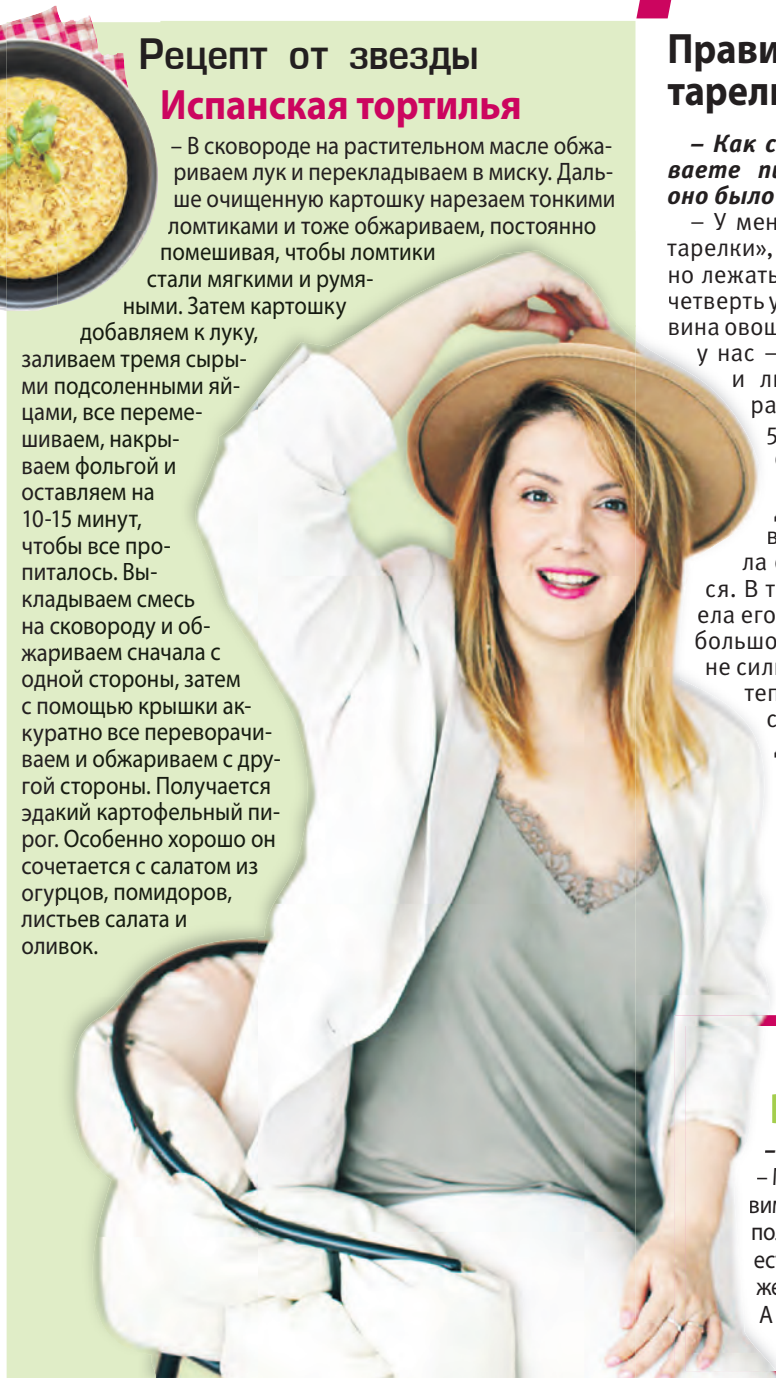 Рецепт от звезды
Испанская тортилья
– В сковороде на растительном масле обжа-
риваем лук и перекладываем в миску. Даль-
ше очищенную картошку нарезаем тонкими
ломтиками и тоже обжариваем, постоянно
помешивая, чтобы ломтики
стали мягкими и румя-
ными. Затем картошку
добавляем к луку,
заливаем тремя сыры-
ми подсоленными яй-
цами, все переме-
шиваем, накры-
ваем фольгой и
оставляем на
10-15 минут,
чтобы все про-
питалось. Вы-
кладываем смесь
на сковороду и об-
жариваем сначала с
одной стороны, затем
с помощью крышки ак-
куратно все переворачи-
ваем и обжариваем с дру-
гой стороны. Получается
эдакий картофельный пи-
рог. Особенно хорошо он
сочетается с салатом из
огурцов, помидоров,
листьев салата и
оливок.
Прави
тарел
– Как с
ваете пи
оно было
– У мен
тарелки»,
но лежать
четверть у
вина овощ
у нас –
и ли
ра
5
в
ла
ся. В т
ела его
большо
не сил
теп
с
–
– М
вим
пол
ест
же
А